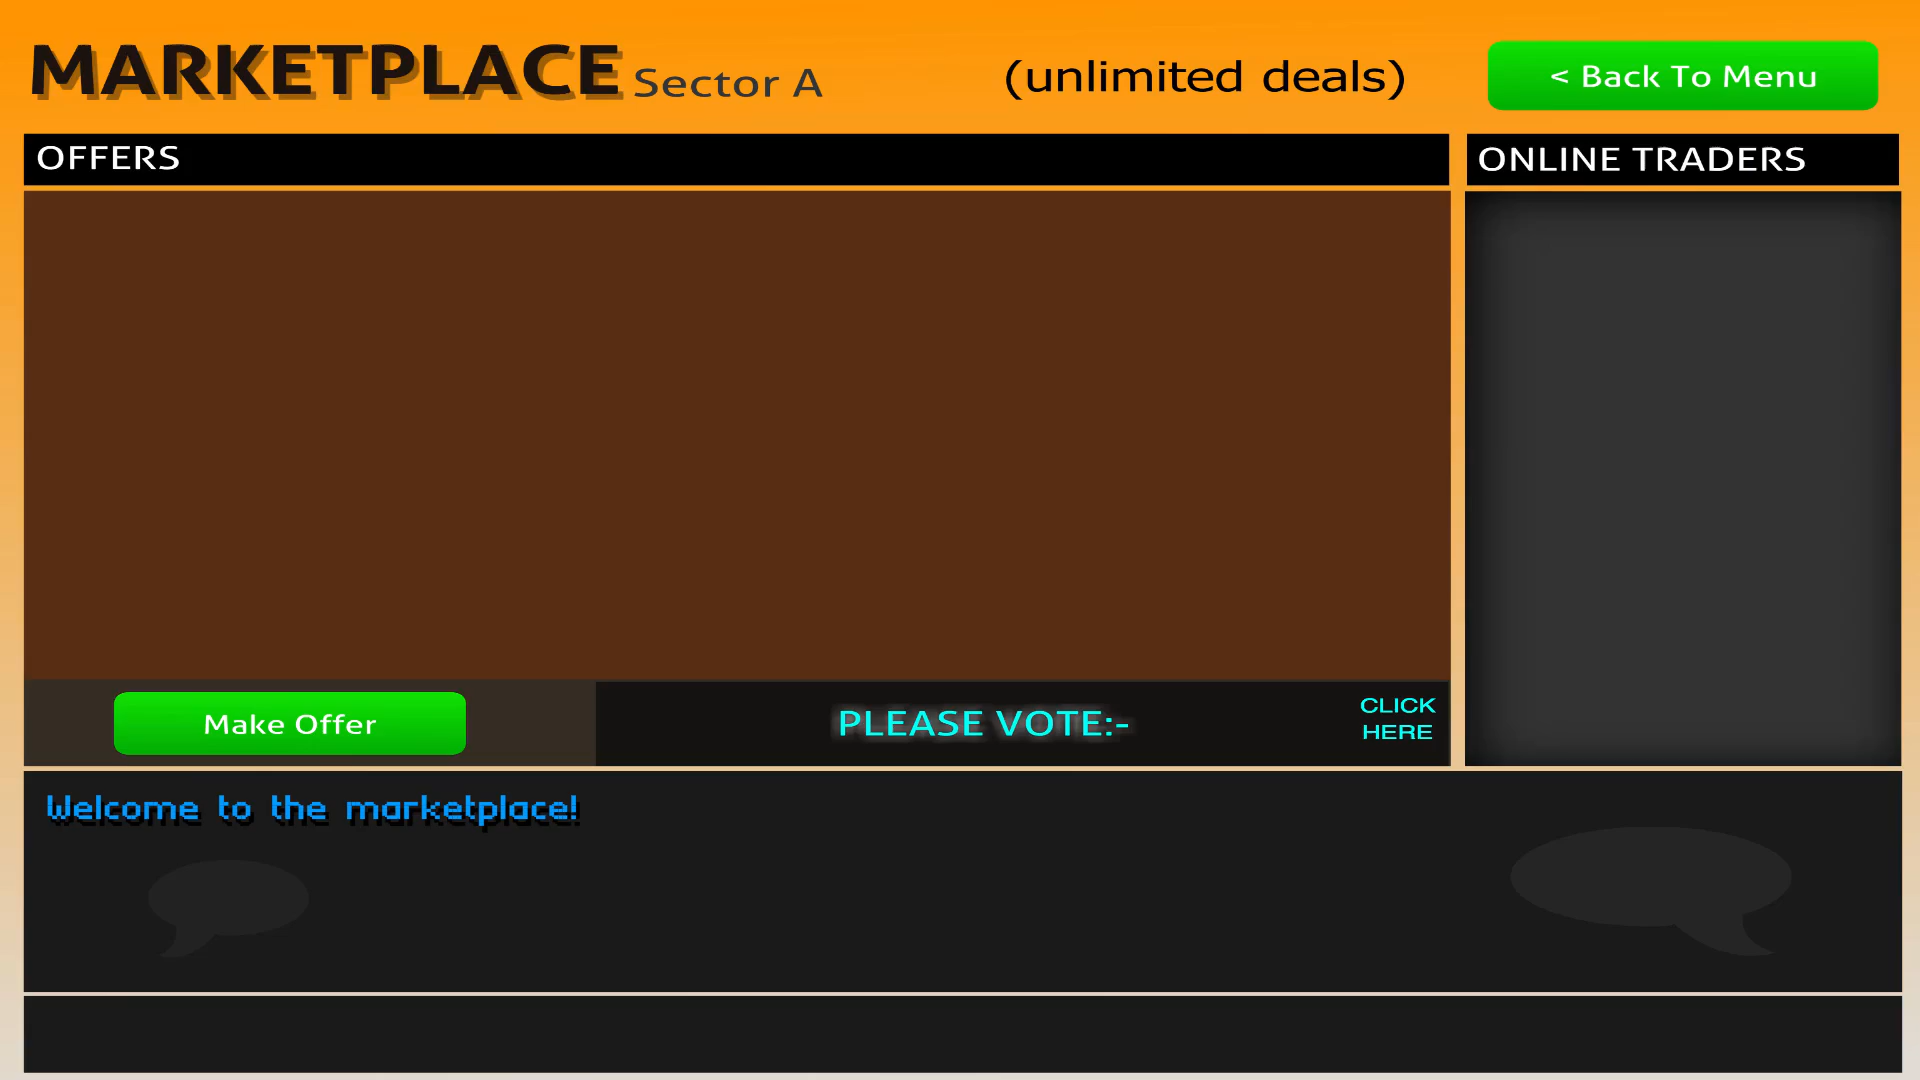 MARKETPLACE Sector A (unlimited deals) < Back To Menu
OFFERS
ONLINE TRADERS
Make Offer
PLEASE VOTE:-
CLICK
HERE
Welcome to the marketplace!